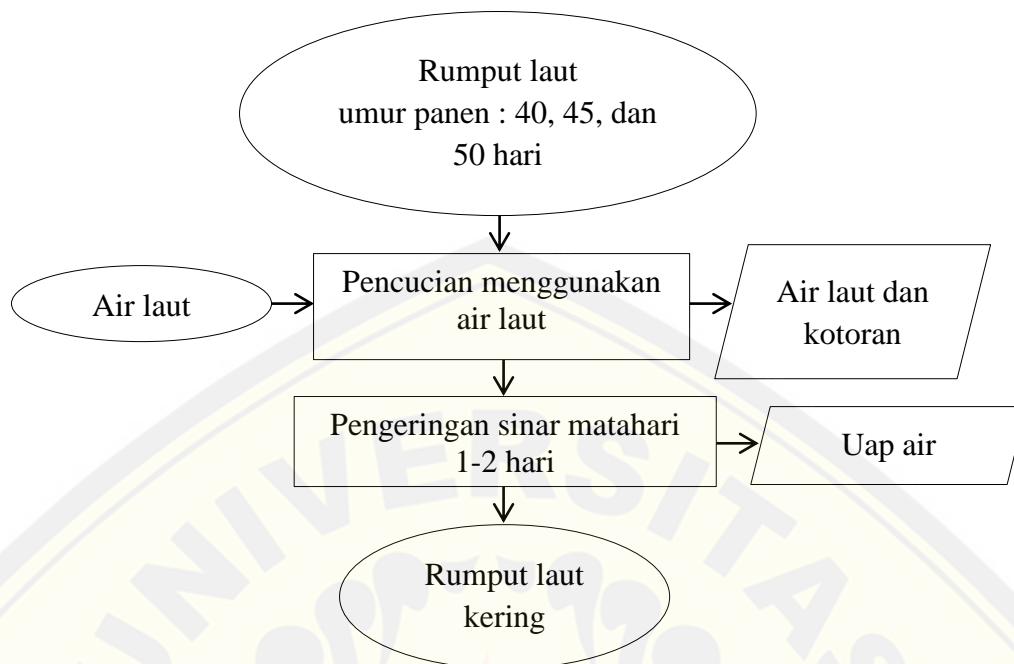 Rumput laut
umur panen : 40, 45, dan
50 hari
Air laut
Pencucian menggunakan
air laut
Air laut dan
kotoran
Pengeringan sinar matahari
1-2 hari
Uap air
Rumput laut
kering
UNIVERSITAS